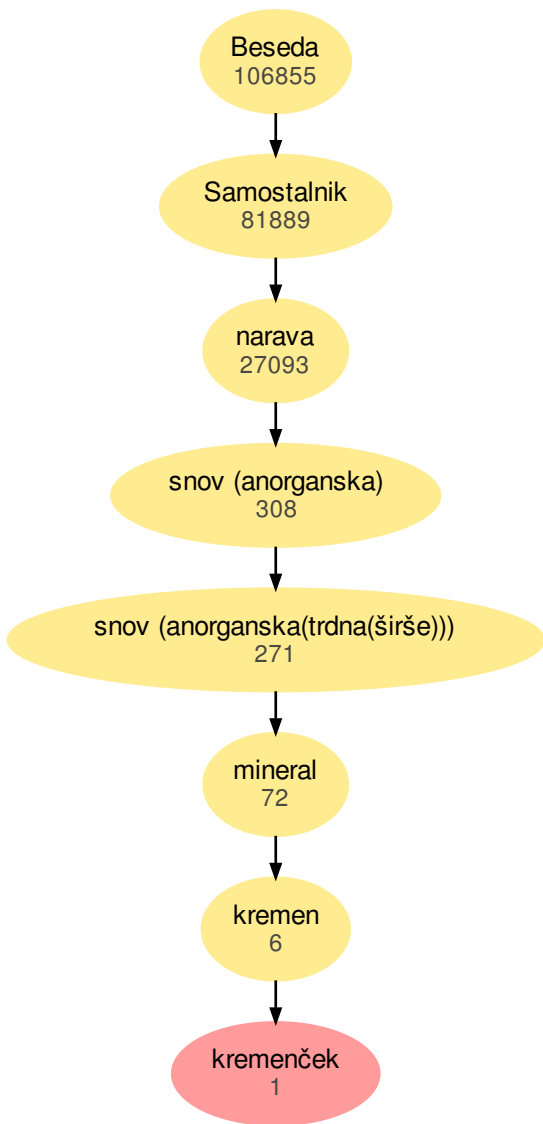 Beseda
106855
Samostalnik
81889
narava
27093
snov (anorganska)
308
snov (anorganska(trdna(širše)))
271
mineral
72
kremen
6
kremenček
1